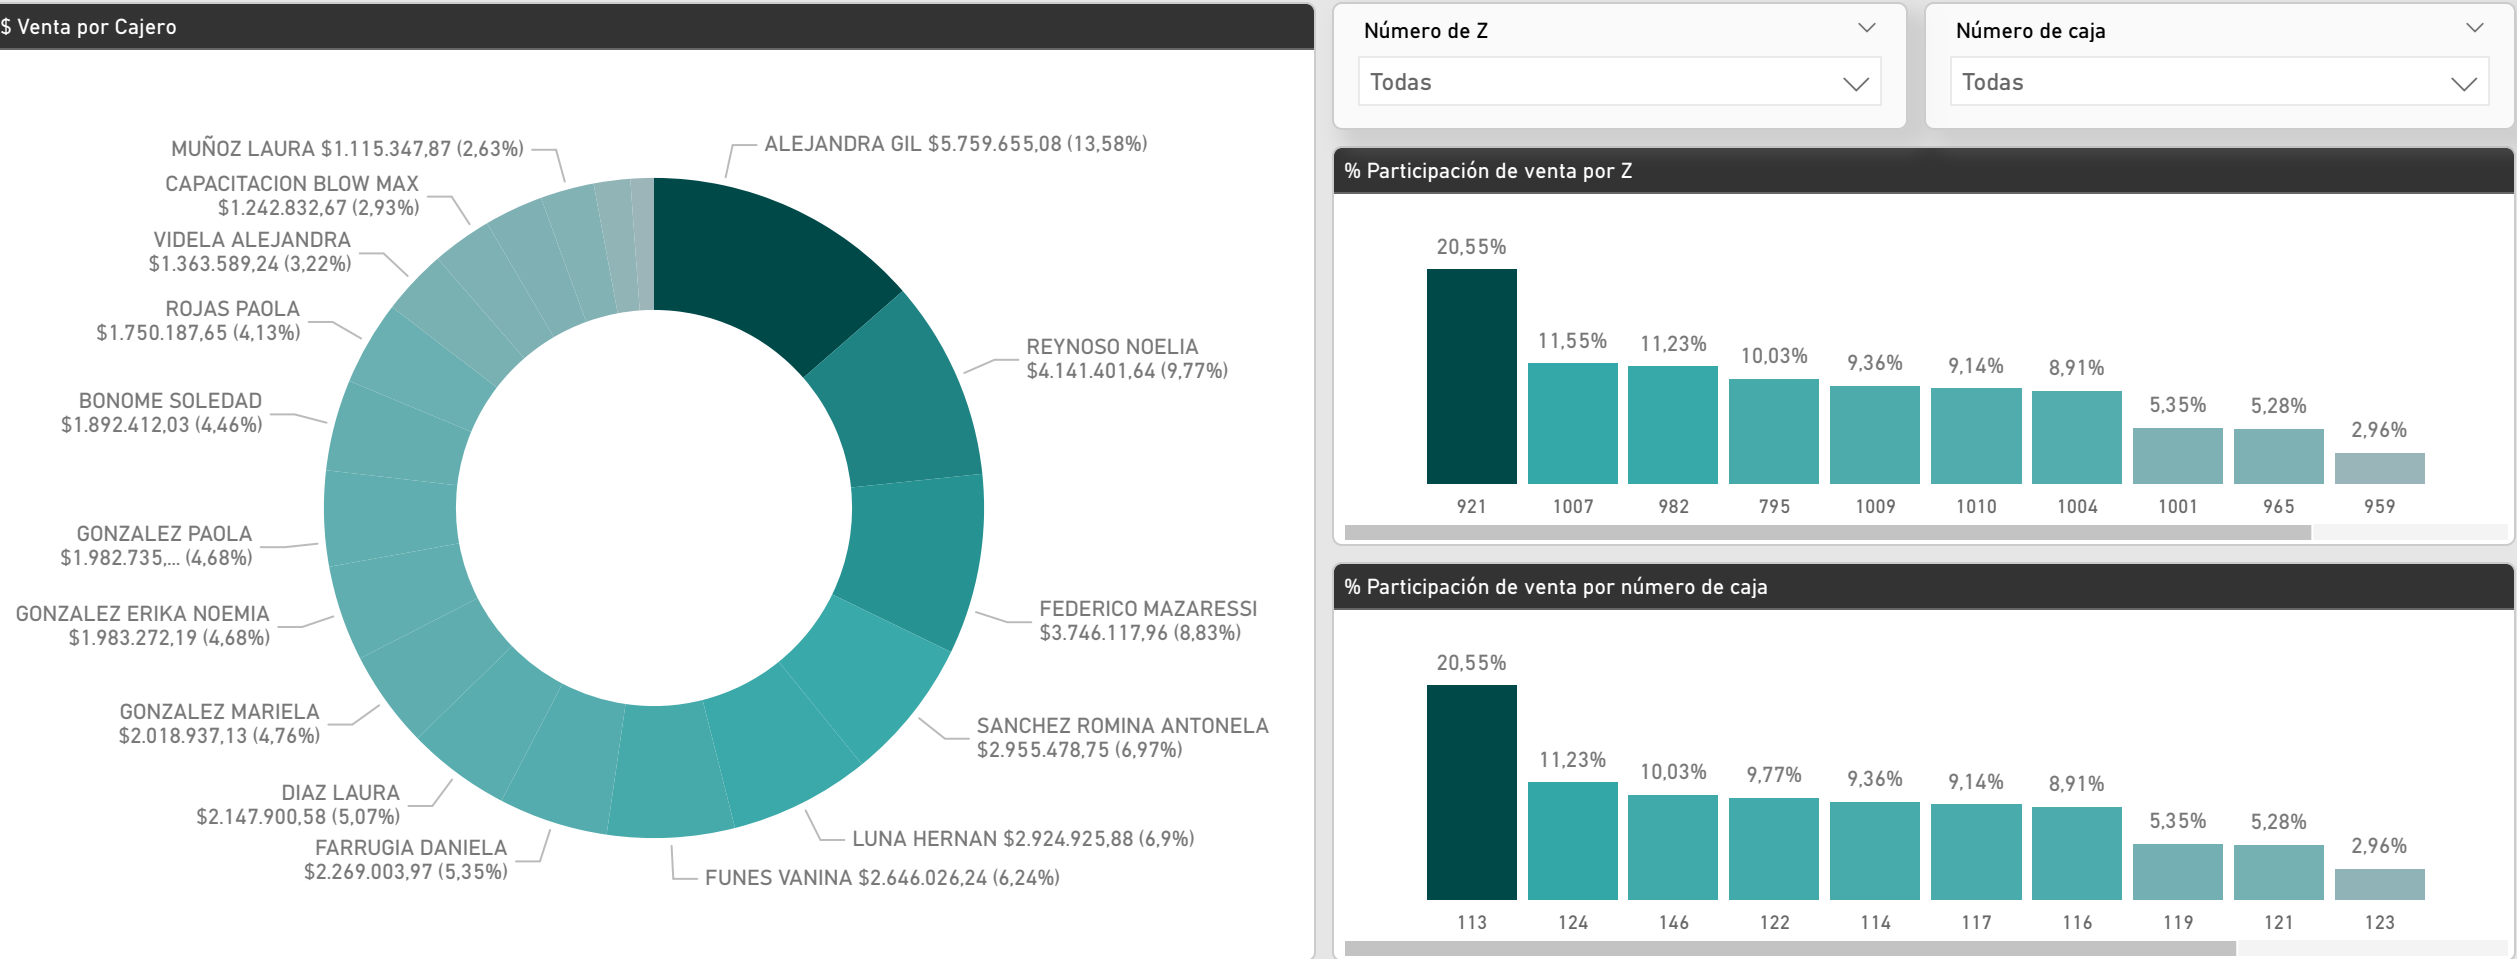 $ Venta por Cajero
MUÑOZ LAURA $1.115.347,87 (2,63%)
CAPACITACION BLOW MAX
$1.242.832,67 (2,93%)
VIDELA ALEJANDRA
$1.363.589,24 (3,22%)
ROJAS PAOLA
$1.750.187,65 (4,13%)
BONOME SOLEDAD
$1.892.412,03 (4,46%)
GONZALEZ PAOLA
$1.982.735,... (4,68%)
GONZALEZ ERIKA NOEMIA
$1.983.272,19 (4,68%)
GONZALEZ MARIELA
$2.018.937,13 (4,76%)
DIAZ LAURA
$2.147.900,58 (5,07%)
FARRUGIA DANIELA
$2.269.003,97 (5,35%)
ALEJANDRA GIL $5.759.655,08 (13,58%)
REYNOSO NOELIA
$4.141.401,64 (9,77%)
FEDERICO MAZARESSI
$3.746.117,96 (8,83%)
SANCHEZ ROMINA ANTONELA
$2.955.478,75 (6,97%)
LUNA HERNAN $2.924.925,88 (6,9%)
FUNES VANINA $2.646.026,24 (6,24%)
Número de Z
Todas
Número de caja
Todas
% Participación de venta por Z
20,55% 11,55% 11,23% 10,03% 9,36% 9,14% 8,91% 5,35% 5,28% 2,96%
921 1007 982 795 1009 1010 1004 1001 965 959
% Participación de venta por número de caja
20,55% 11,23% 10,03% 9,77% 9,36% 9,14% 8,91% 5,35% 5,28% 2,96%
113 124 146 122 114 117 116 119 121 123